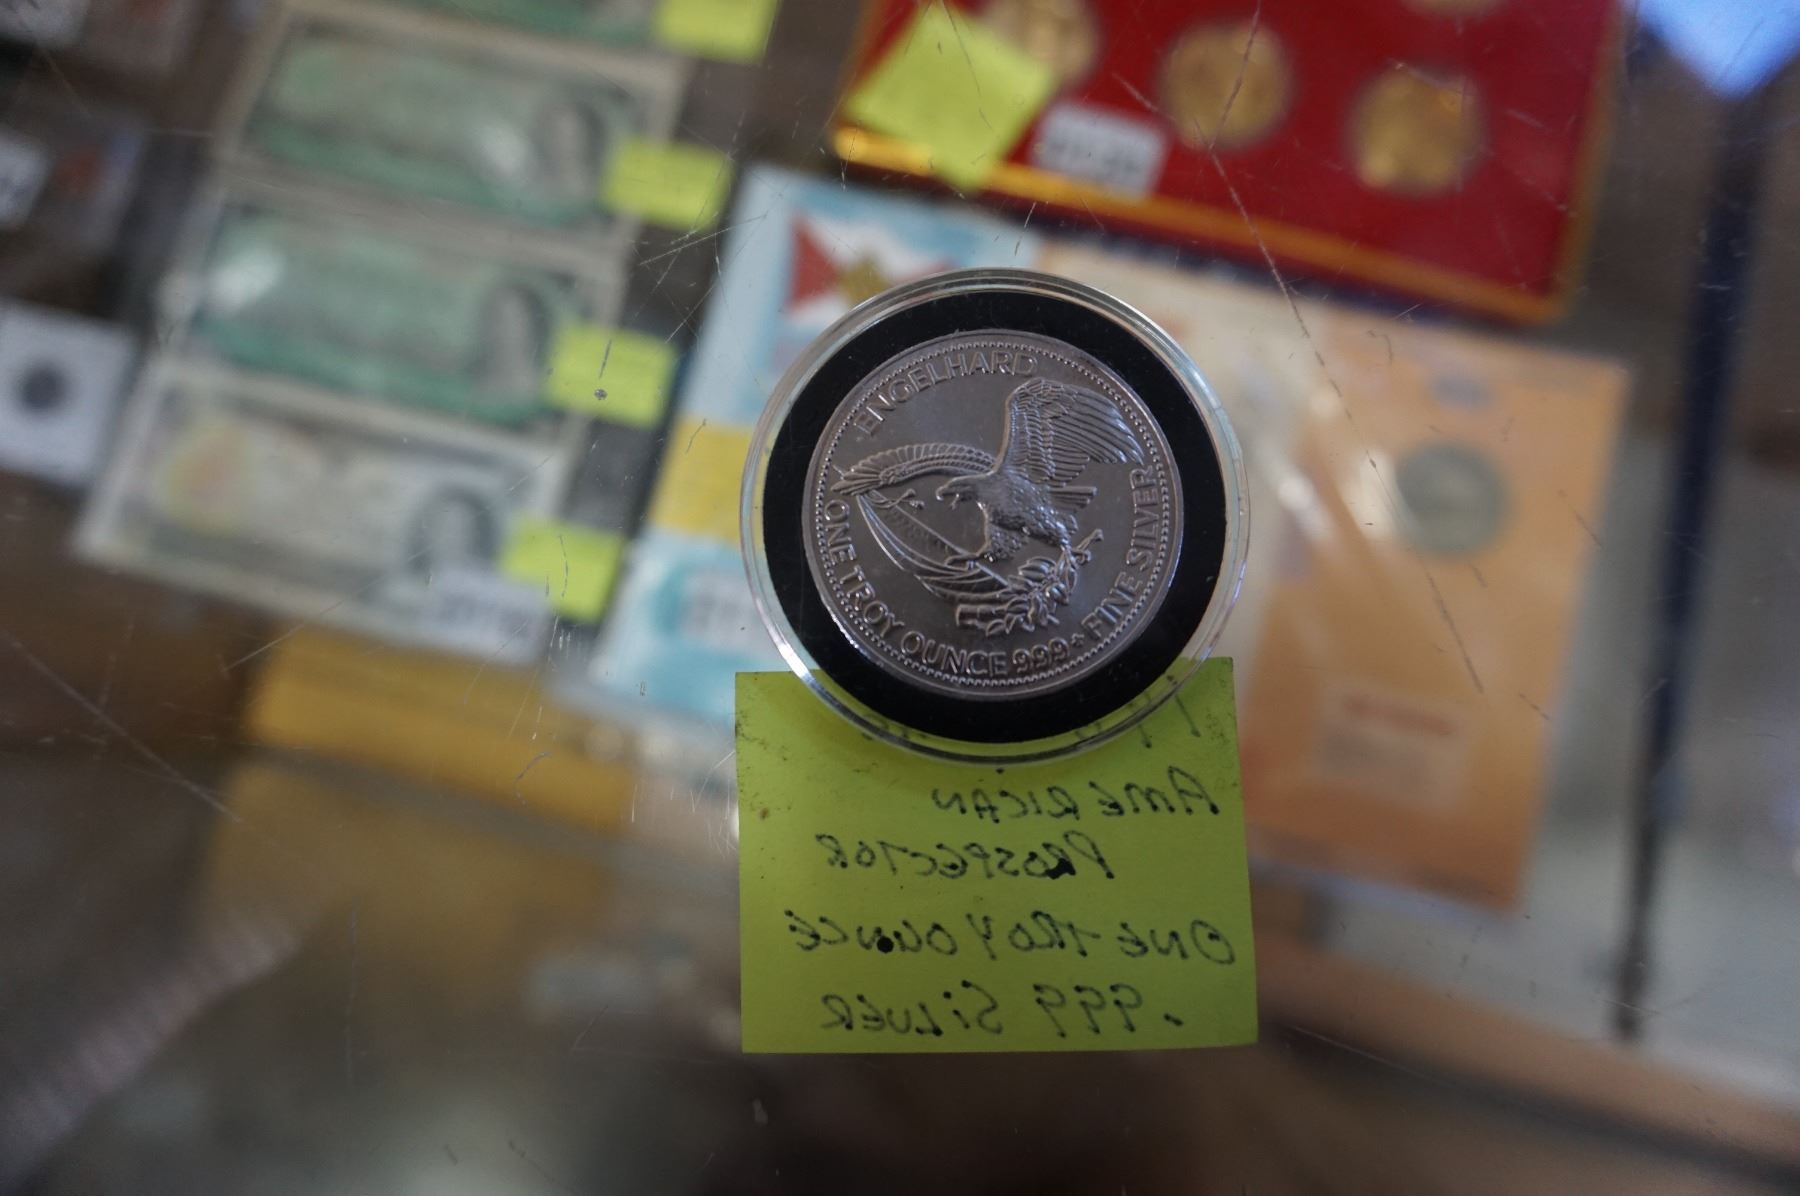 ENGELHARD
ONE TROY OUNCE 999+ FINE SILVER
AMERICAN
PROSPECTOR
ONE TROY OUNCE
.999 SILVER